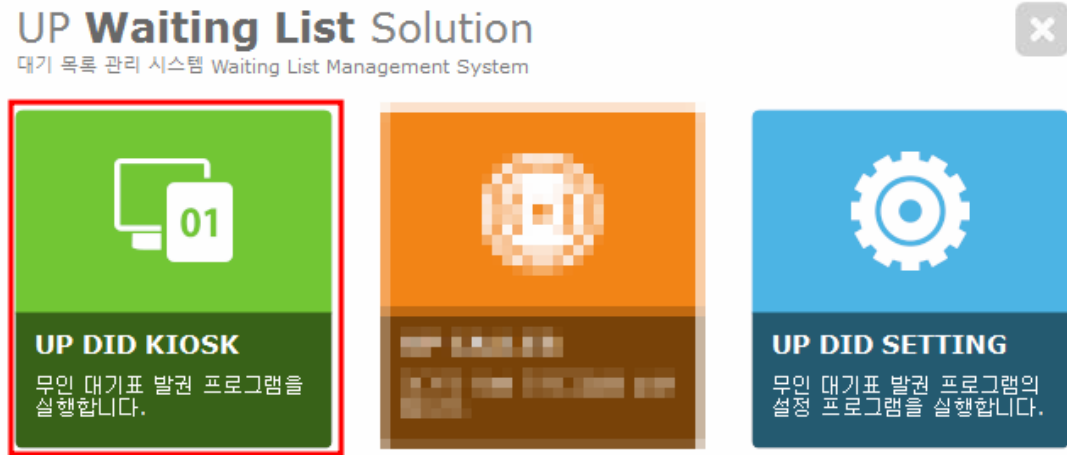 UP Waiting List Solution
대기 목록 관리 시스템 Waiting List Management System
01
UP DID KIOSK
무인 대기표 발권 프로그램을
실행합니다.
UP DID SETTING
무인 대기표 발권 프로그램의
설정 프로그램을 실행합니다.